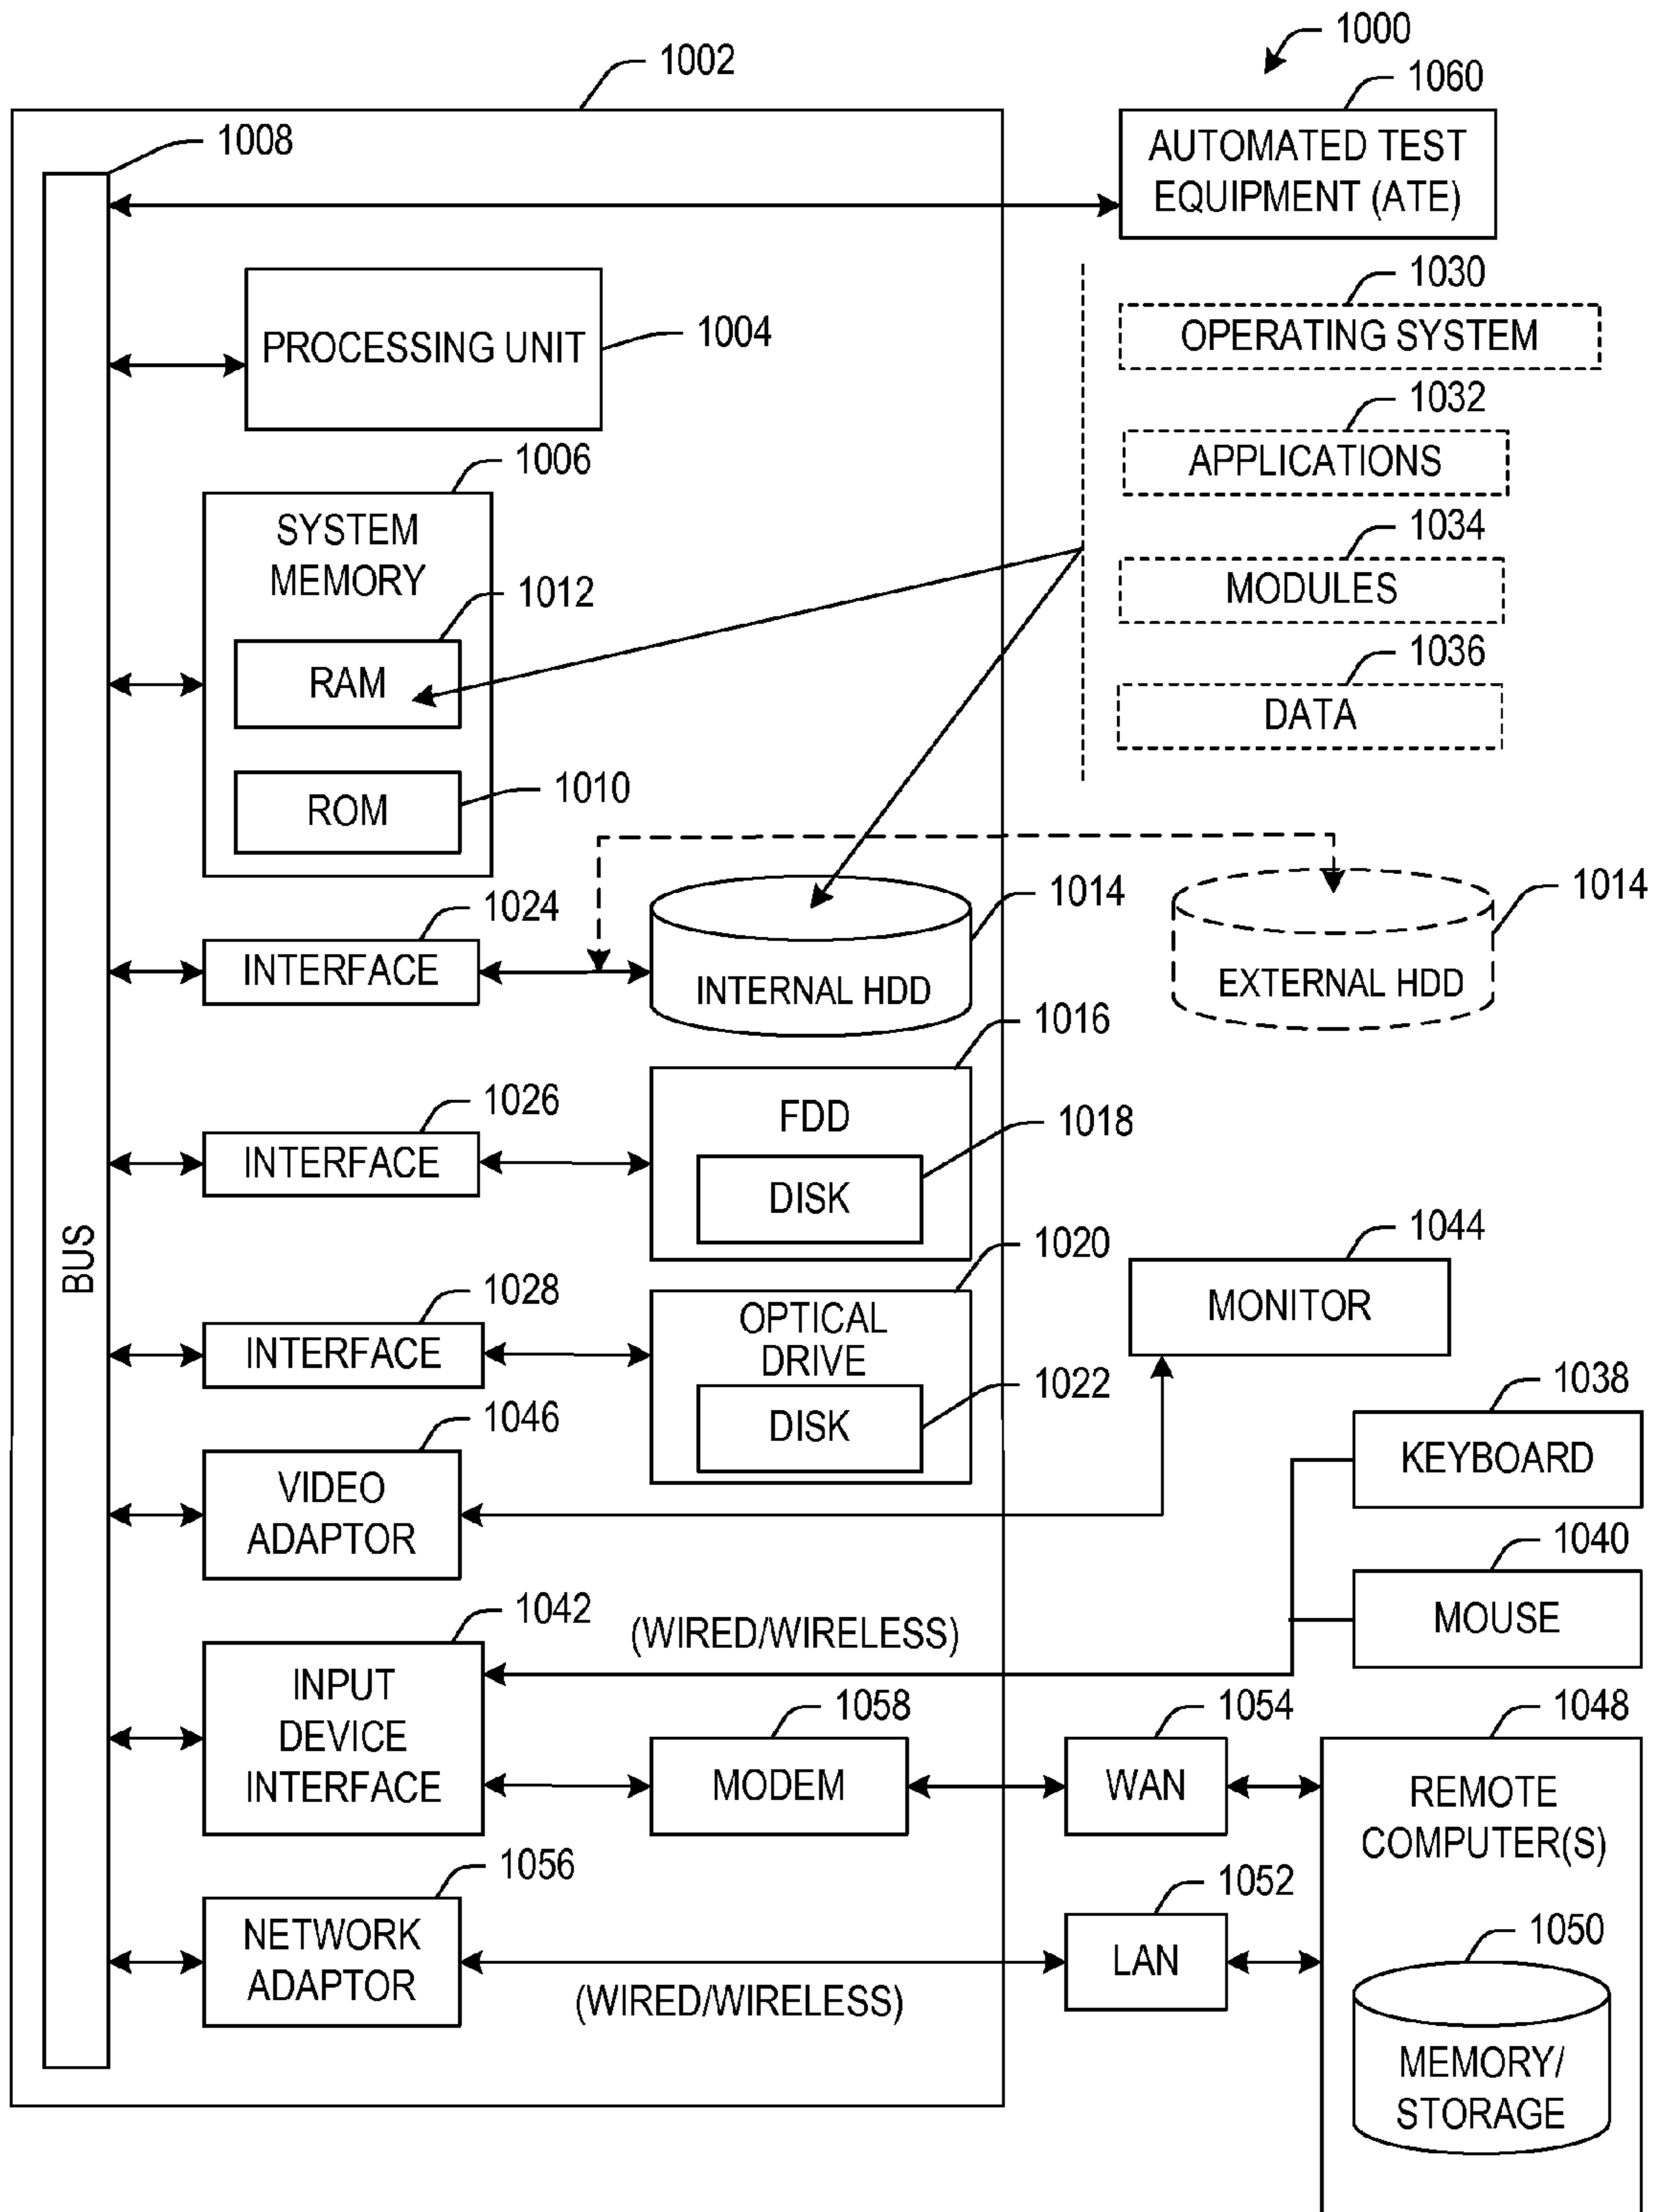 1000
1002
1060
AUTOMATED TEST
EQUIPMENT (ATE)
1008
BUS
PROCESSING UNIT
1004
1030
OPERATING SYSTEM
1032
APPLICATIONS
1034
MODULES
1036
DATA
1006
SYSTEM
MEMORY
1012
RAM
1010
ROM
1024
INTERFACE
1014
INTERNAL HDD
1014
EXTERNAL HDD
1016
FDD
1018
DISK
1026
INTERFACE
1020
OPTICAL
DRIVE
1022
DISK
1028
INTERFACE
1044
MONITOR
1046
VIDEO
ADAPTOR
1038
KEYBOARD
1040
MOUSE
1042
INPUT
DEVICE
INTERFACE
(WIRED/WIRELESS)
1058
MODEM
1054
WAN
1048
REMOTE
COMPUTER(S)
1056
NETWORK
ADAPTOR
(WIRED/WIRELESS)
1052
LAN
1050
MEMORY/
STORAGE